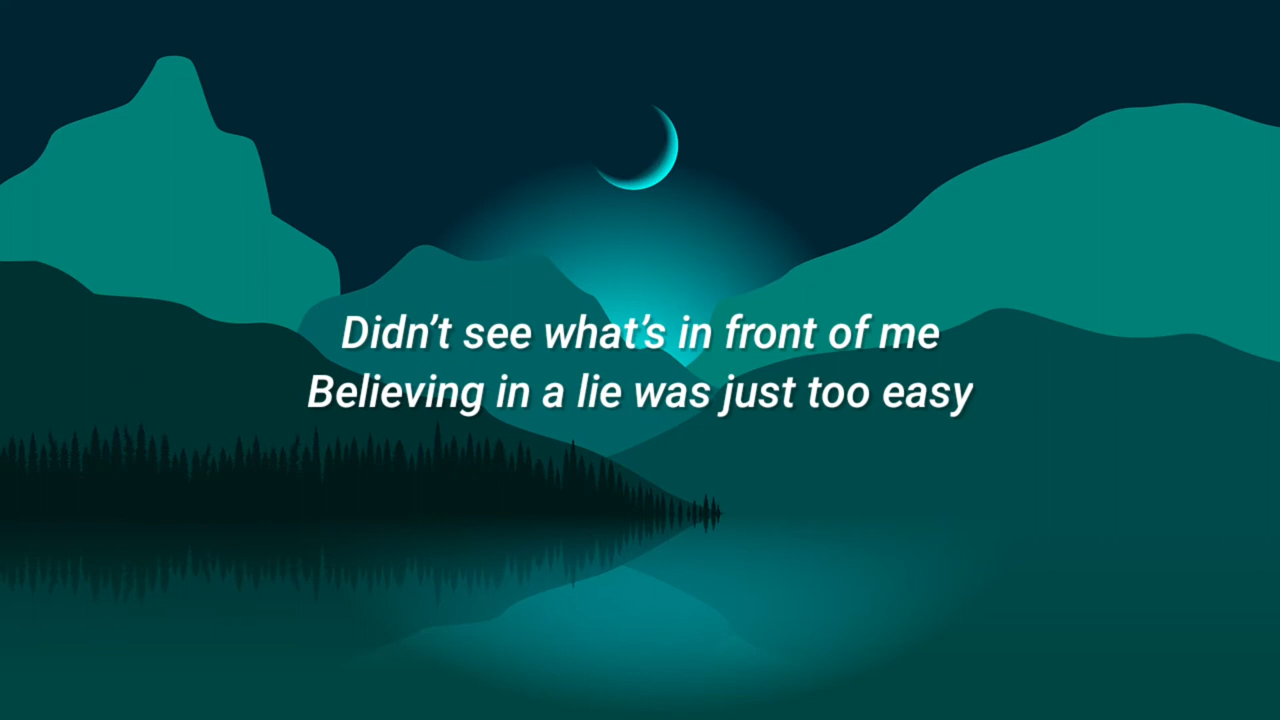 Didn’t see what’s in front of me
Believing in a lie was just too easy